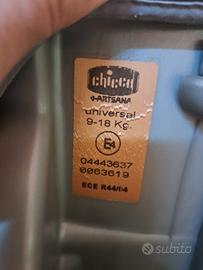 chicco
ARTSANA
universal
9-18 Kg.
E4
04443637
0063619
ECE R44/04
subito